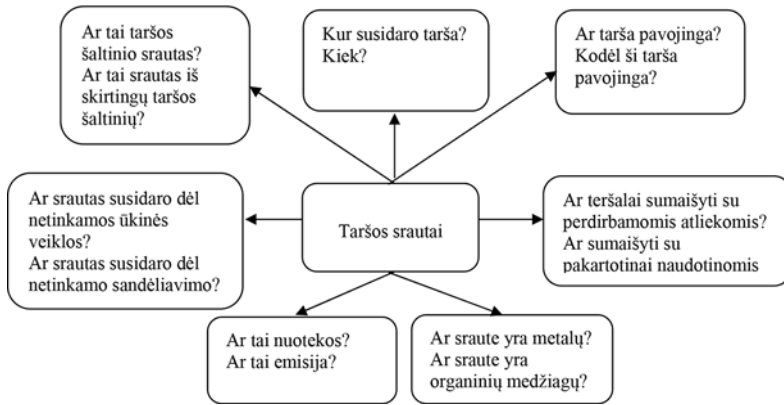 Ar tai taršos
šaltinio srautas?
Ar tai srautas iš
skirtingų taršos
šaltinių?
Kur susidaro tarša?
Kiek?
Ar tarša pavojinga?
Kodėl ši tarša
pavojinga?
Ar srautas susidaro dėl
netinkamos ūkinės
veiklos?
Ar srautas susidaro dėl
netinkamo sandėliavimo?
Taršos srautai
Ar teršalai sumaišyti su
perdirbamomis atliekomis?
Ar sumaišyti su
pakartotinai naudotinomis
Ar tai nuotekos?
Ar tai emisija?
Ar sraute yra metalų?
Ar sraute yra
organinių medžiagų?